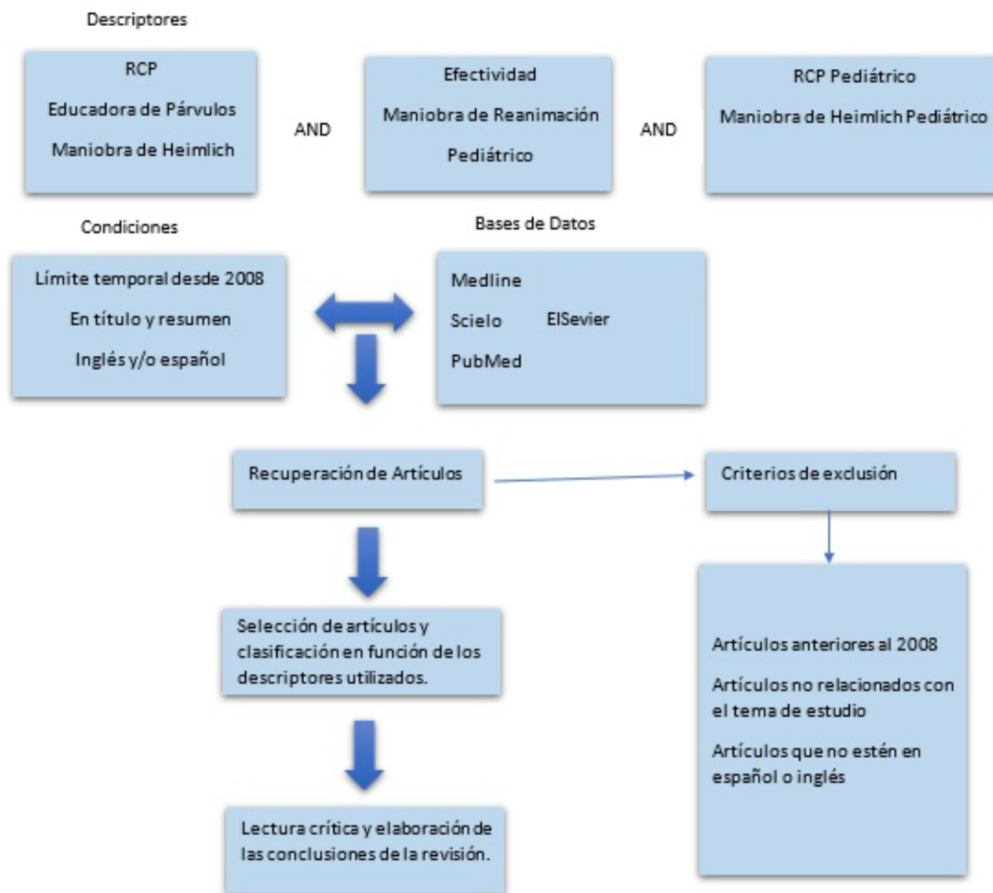 Descriptores
RCP
Educadora de Párvulos
Maniobra de Heimlich
AND
Efectividad
Maniobra de Reanimación
Pediátrico
AND
RCP Pediátrico
Maniobra de Heimlich Pediátrico
Condiciones
Límite temporal desde 2008
En título y resumen
Inglés y/o español
Bases de Datos
Medline
Scielo ElSevier
PubMed
Recuperación de Artículos
Criterios de exclusión
Selección de artículos y
clasificación en función de los
descriptores utilizados.
Artículos anteriores al 2008
Artículos no relacionados con
el tema de estudio
Artículos que no estén en
español o inglés
Lectura crítica y elaboración de
las conclusiones de la revisión.